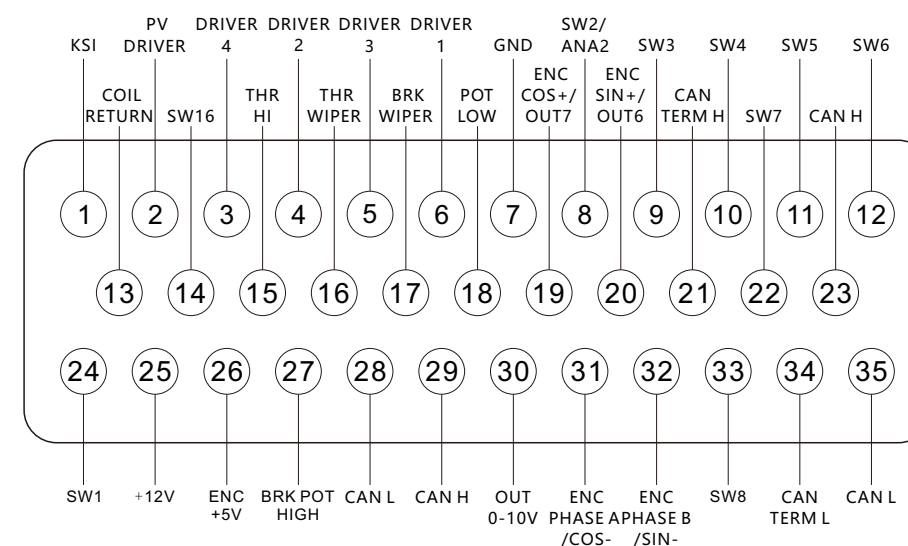 PV DRIVER DRIVER DRIVER DRIVER SW2/
KSI DRIVER 4 2 3 1 GND ANA2 SW3 SW4 SW5 SW6
ENC ENC
COIL THR THR BRK POT COS+/ SIN+/ CAN
RETURN SW16 HI WIPER WIPER LOW OUT7 OUT6 TERM H SW7 CAN H
1 2 3 4 5 6 7 8 9 10 11 12
13 14 15 16 17 18 19 20 21 22 23
24 25 26 27 28 29 30 31 32 33 34 35
SW1 +12V ENC BRK POT CAN L CAN H OUT ENC ENC SW8 CAN CAN L
+5V HIGH 0-10V PHASE A PHASE B TERM L
/COS- /SIN-